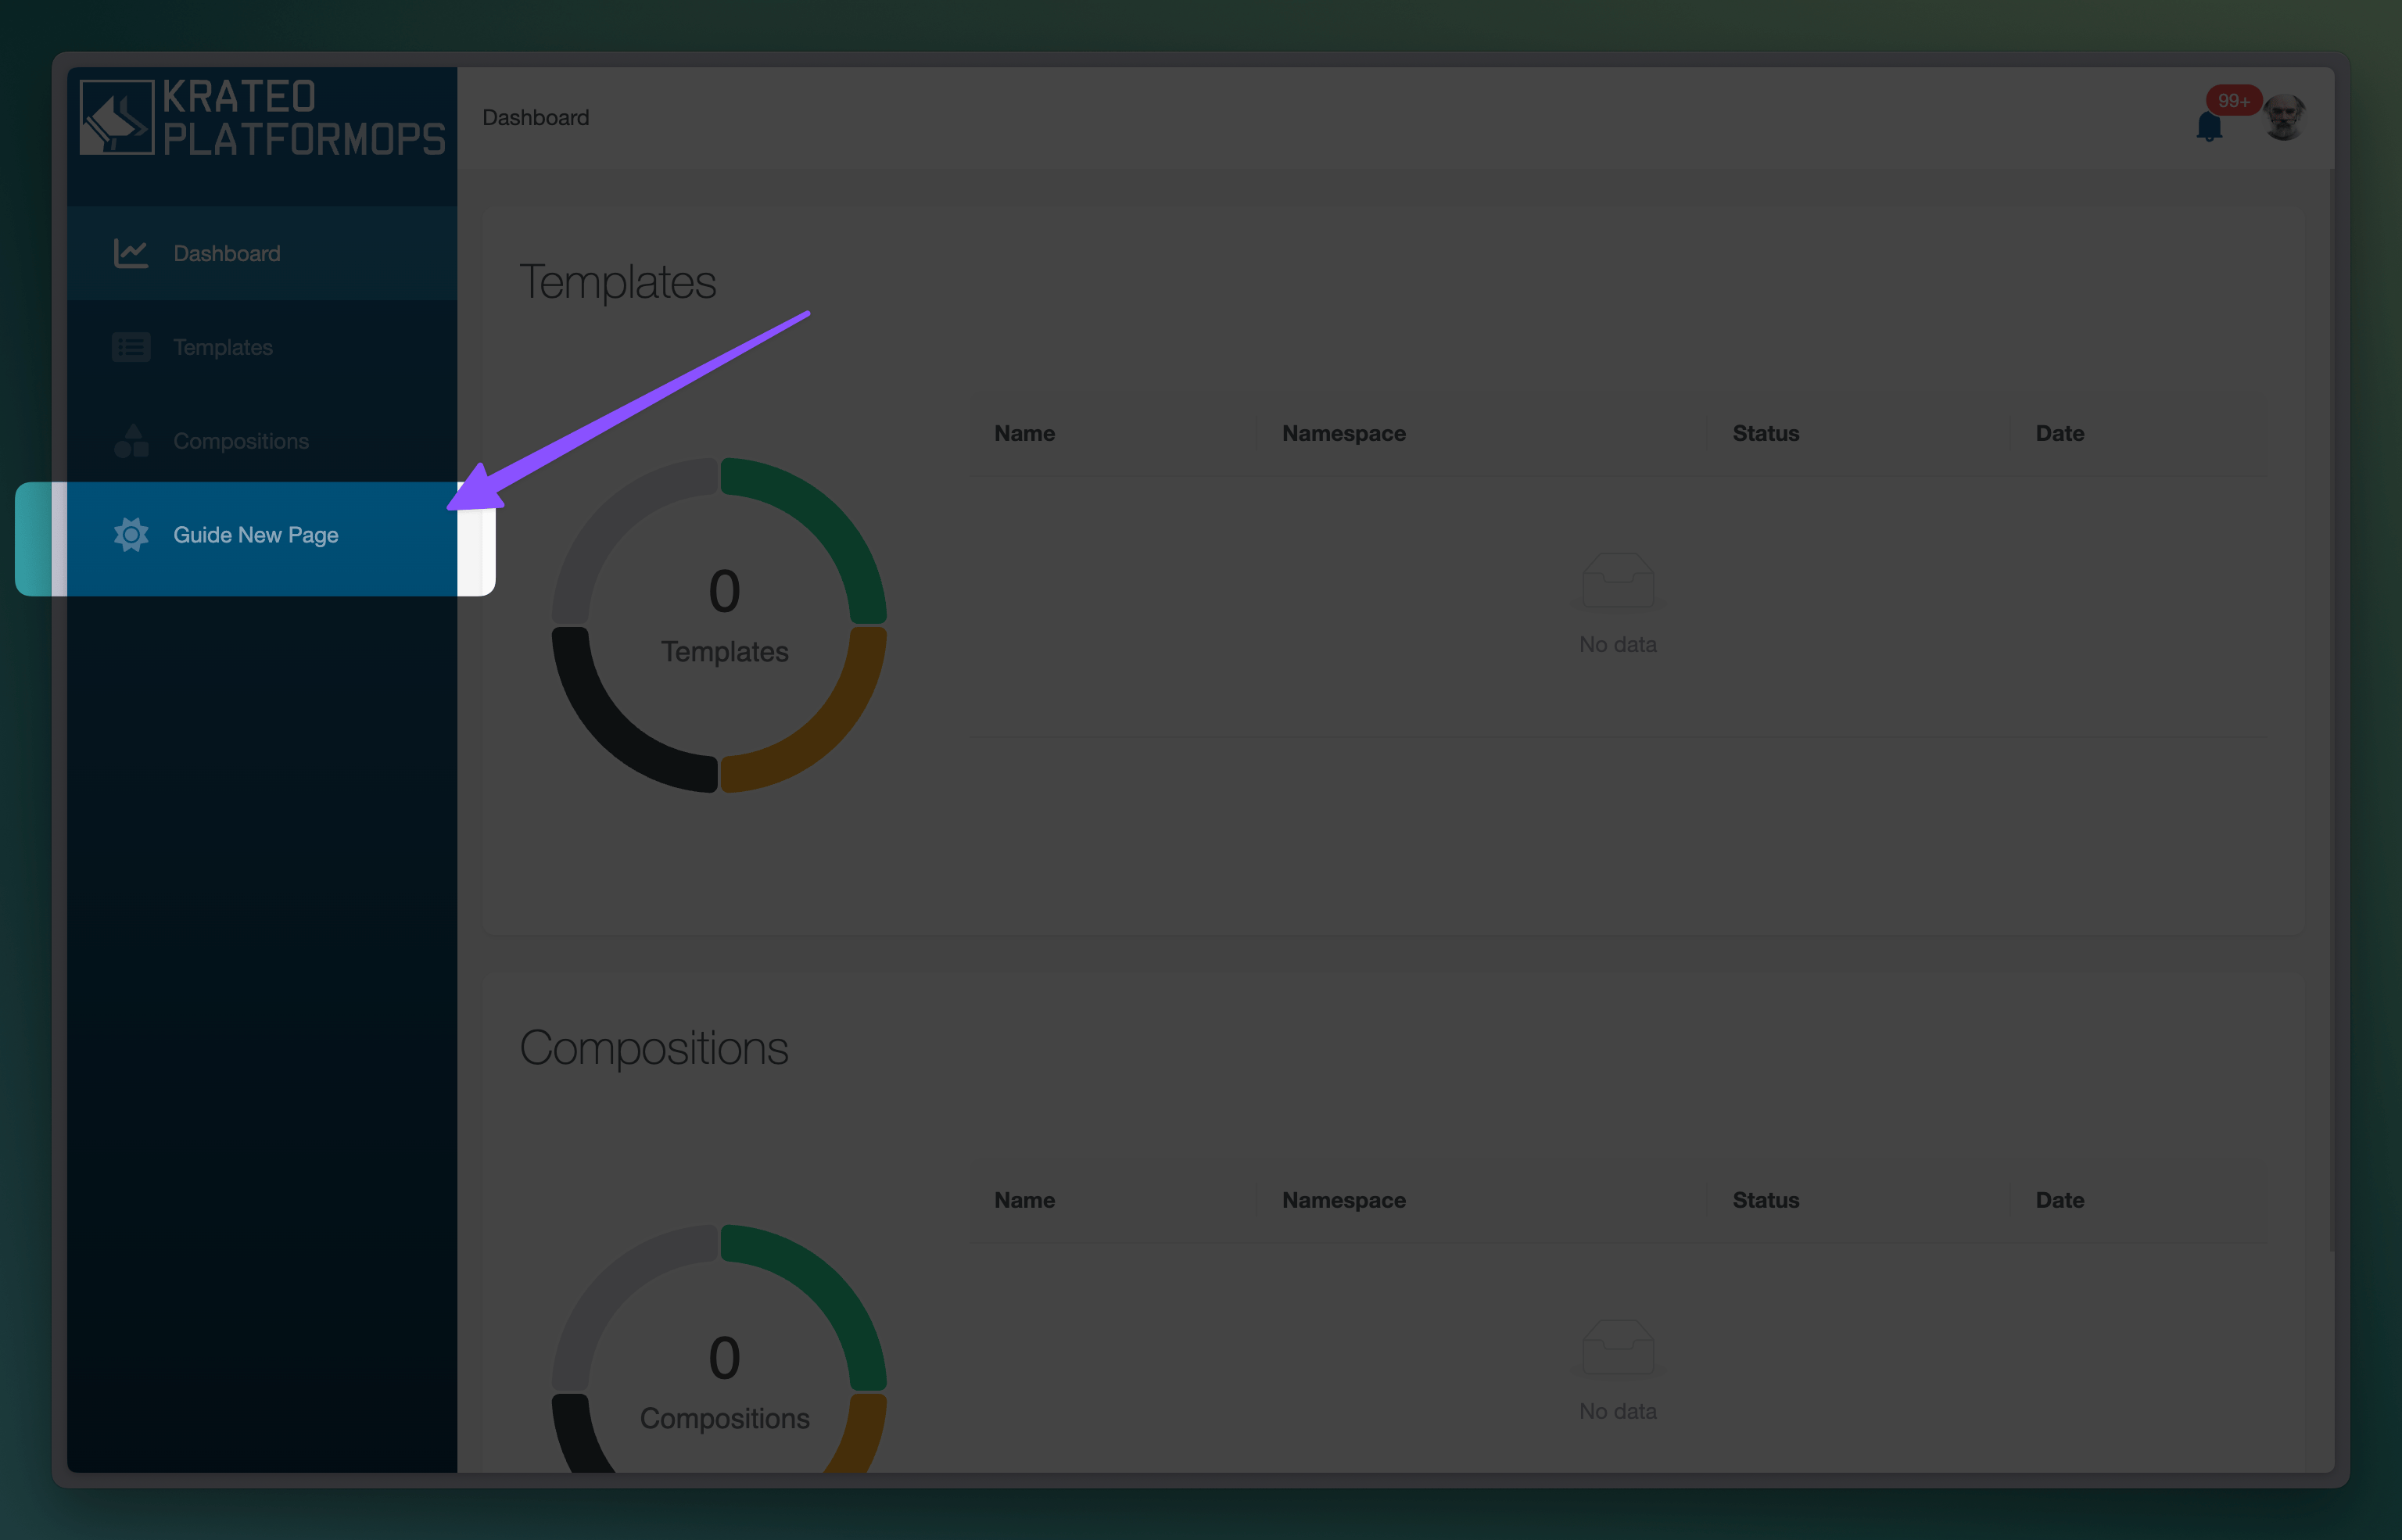 KRATEO
PLATFORMOPS
Dashboard
99+
Dashboard
Templates
Compositions
Guide New Page
Templates
Name Namespace Status Date
0
Templates
No data
Compositions
Name Namespace Status Date
0
Compositions
No data